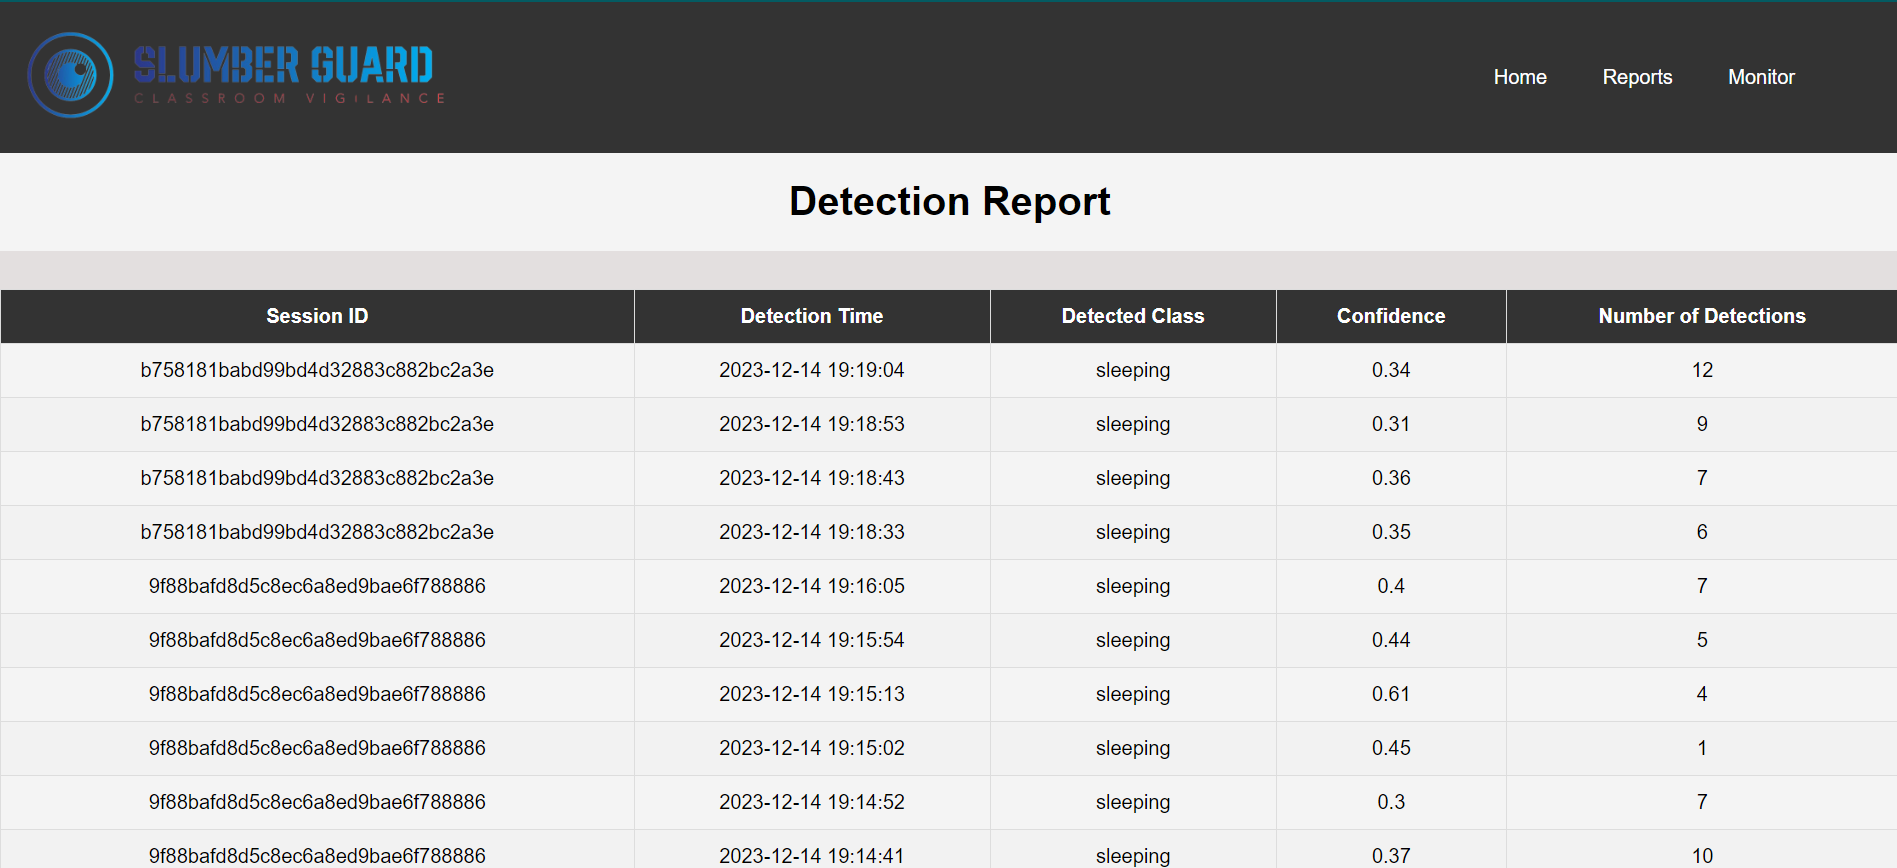 SLUMBER GUARD
CLASSROOM VIGILANCE
Home Reports Monitor
Detection Report
Session ID Detection Time Detected Class Confidence Number of Detections
b758181babd99bd4d32883c882bc2a3e 2023-12-14 19:19:04 sleeping 0.34 12
b758181babd99bd4d32883c882bc2a3e 2023-12-14 19:18:53 sleeping 0.31 9
b758181babd99bd4d32883c882bc2a3e 2023-12-14 19:18:43 sleeping 0.36 7
b758181babd99bd4d32883c882bc2a3e 2023-12-14 19:18:33 sleeping 0.35 6
9f88bafd8d5c8ec6a8ed9bae6f788886 2023-12-14 19:16:05 sleeping 0.4 7
9f88bafd8d5c8ec6a8ed9bae6f788886 2023-12-14 19:15:54 sleeping 0.44 5
9f88bafd8d5c8ec6a8ed9bae6f788886 2023-12-14 19:15:13 sleeping 0.61 4
9f88bafd8d5c8ec6a8ed9bae6f788886 2023-12-14 19:15:02 sleeping 0.45 1
9f88bafd8d5c8ec6a8ed9bae6f788886 2023-12-14 19:14:52 sleeping 0.3 7
9f88bafd8d5c8ec6a8ed9bae6f788886 2023-12-14 19:14:41 sleeping 0.37 10